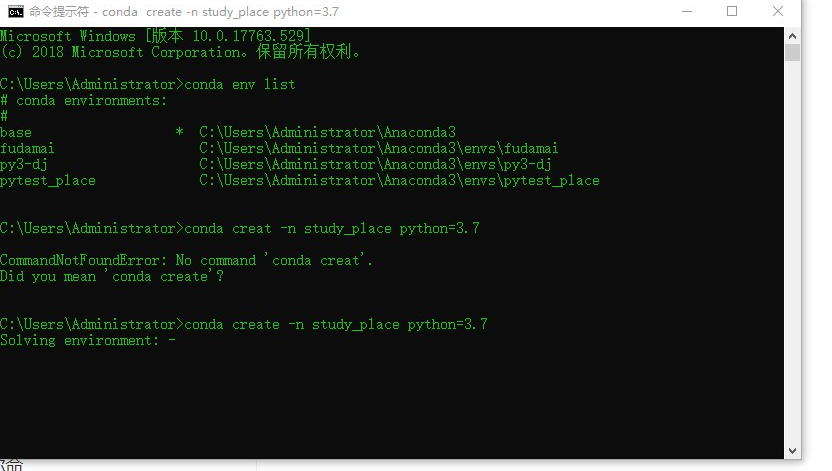 命令提示符 - conda  create -n study_place python=3.7
Microsoft Windows [版本 10.0.17763.529]
(c) 2018 Microsoft Corporation。保留所有权利。
C:\Users\Administrator>conda env list
# conda environments:
#
base                  *  C:\Users\Administrator\Anaconda3
fudamai                  C:\Users\Administrator\Anaconda3\envs\fudamai
py3-dj                   C:\Users\Administrator\Anaconda3\envs\py3-dj
pytest_place             C:\Users\Administrator\Anaconda3\envs\pytest_place
C:\Users\Administrator>conda creat -n study_place python=3.7
CommandNotFoundError: No command 'conda creat'.
Did you mean 'conda create'?
C:\Users\Administrator>conda create -n study_place python=3.7
Solving environment: -